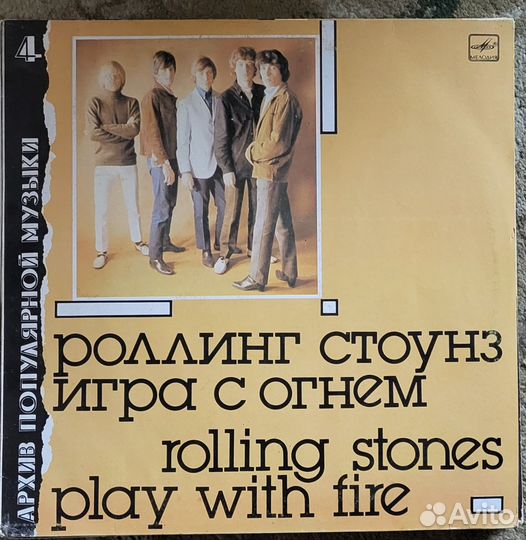 4
АРХИВ ПОПУЛЯРНОЙ МУЗЫКИ
МЕЛОДИЯ
роллинг стоунз
игра с огнем
rolling stones
play with fire
Avito